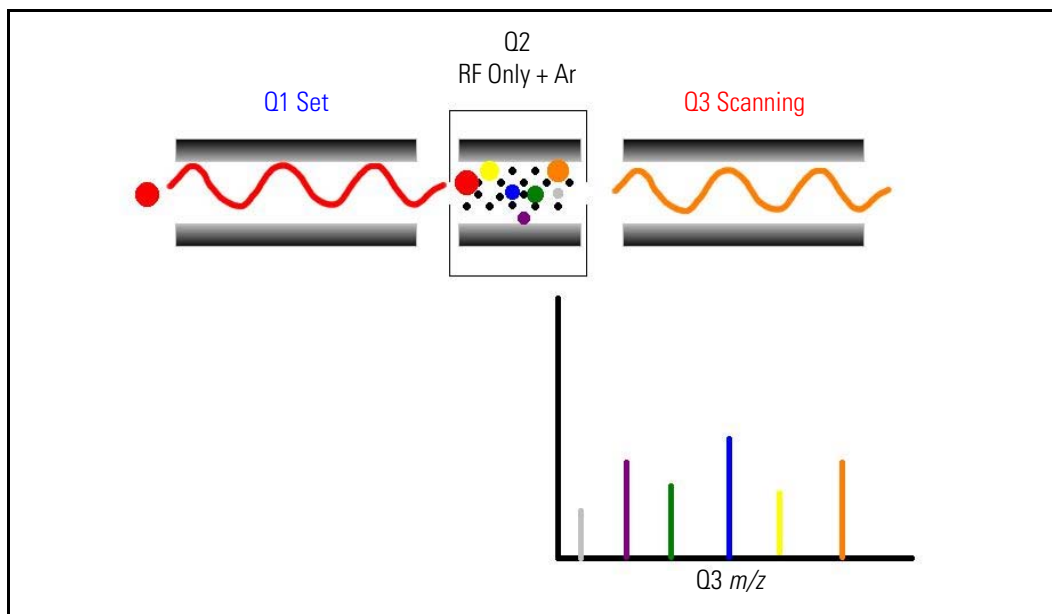 Q2
RF Only + Ar
Q1 Set
Q3 Scanning
Q3 m/z